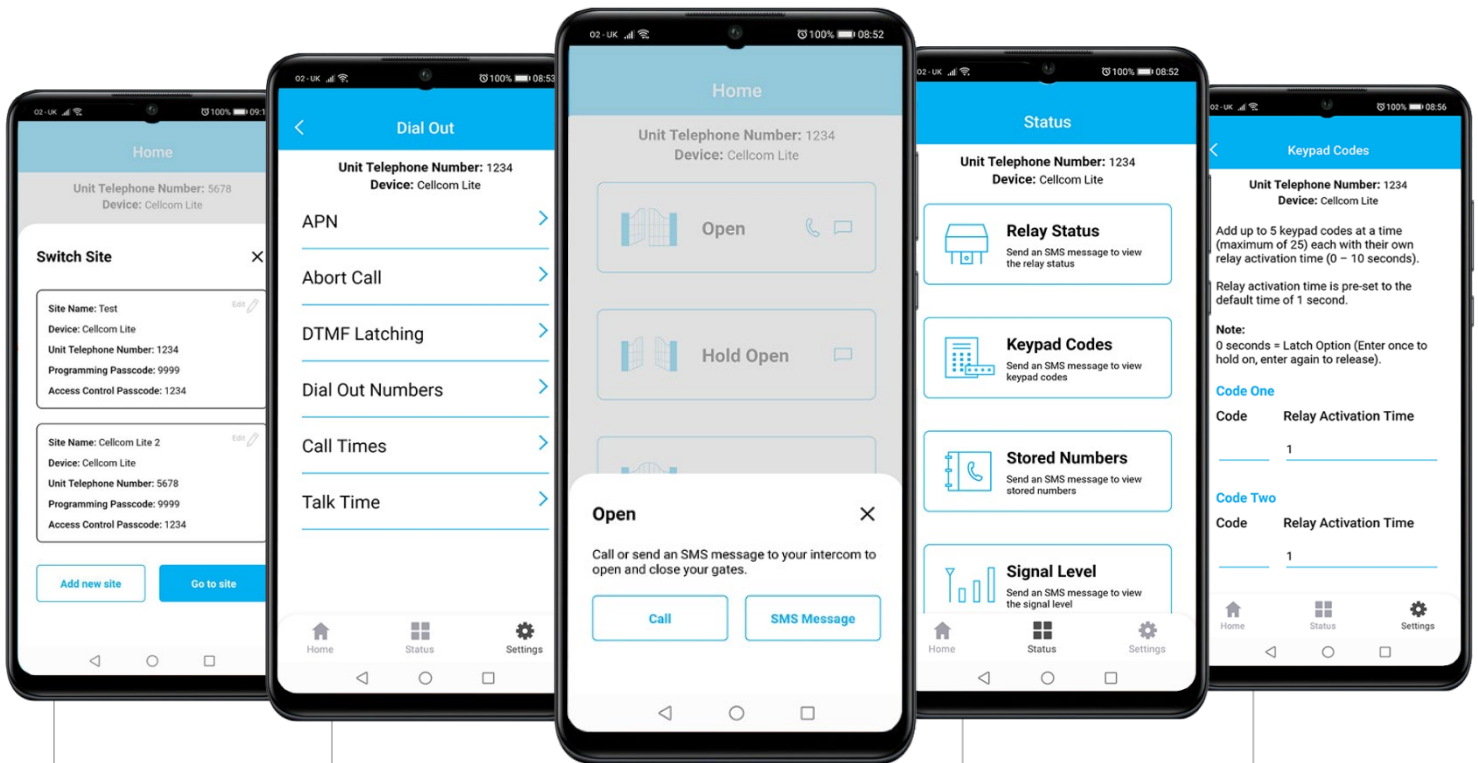 02-UK 100% 09:1
Home
Unit Telephone Number: 5678
Device: Cellcom Lite
Switch Site
Site Name: Test Edit
Device: Cellcom Lite
Unit Telephone Number: 1234
Programming Passcode: 9999
Access Control Passcode: 1234
Site Name: Cellcom Lite 2 Edit
Device: Cellcom Lite
Unit Telephone Number: 5678
Programming Passcode: 9999
Access Control Passcode: 1234
Add new site Go to site
02-UK 100% 08:53
Dial Out
Unit Telephone Number: 1234
Device: Cellcom Lite
APN
Abort Call
DTMF Latching
Dial Out Numbers
Call Times
Talk Time
Home Status Settings
02-UK 100% 08:52
Home
Unit Telephone Number: 1234
Device: Cellcom Lite
Open
Hold Open
Open
Call or send an SMS message to your intercom to
open and close your gates.
Call SMS Message
02-UK 100% 08:52
Status
Unit Telephone Number: 1234
Device: Cellcom Lite
Relay Status
Send an SMS message to view
the relay status
Keypad Codes
Send an SMS message to view
keypad codes
Stored Numbers
Send an SMS message to view
stored numbers
Signal Level
Send an SMS message to view
the signal level
Home Status Settings
02-UK 100% 08:56
Keypad Codes
Unit Telephone Number: 1234
Device: Cellcom Lite
Add up to 5 keypad codes at a time
(maximum of 25) each with their own
relay activation time (0 – 10 seconds).
Relay activation time is pre-set to the
default time of 1 second.
Note:
0 seconds = Latch Option (Enter once to
hold on, enter again to release).
Code One
Code Relay Activation Time
1
Code Two
Code Relay Activation Time
1
Home Status Settings